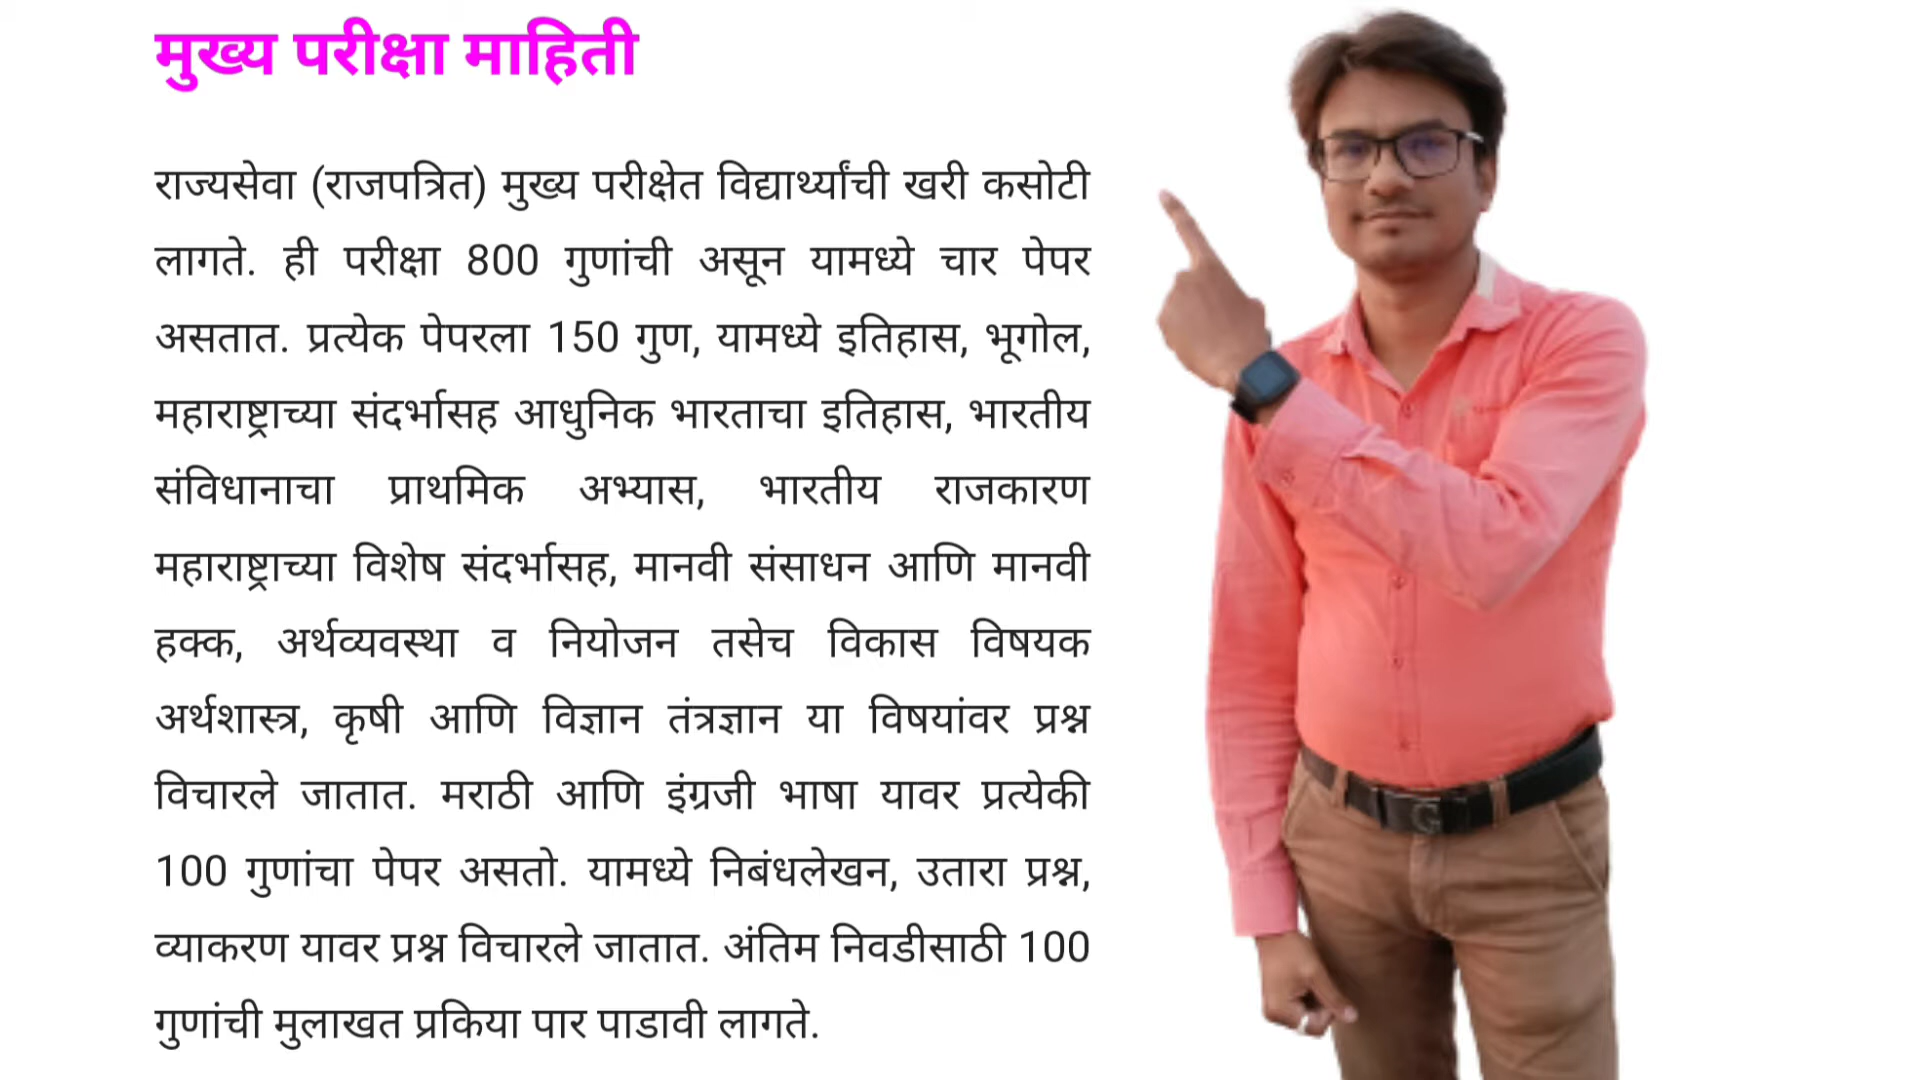 मुख्य परीक्षा माहिती
राज्यसेवा (राजपत्रित) मुख्य परीक्षेत विद्यार्थ्यांची खरी कसोटी
लागते. ही परीक्षा 800 गुणांची असून यामध्ये चार पेपर
असतात. प्रत्येक पेपरला 150 गुण, यामध्ये इतिहास, भूगोल,
महाराष्ट्राच्या संदर्भासह आधुनिक भारताचा इतिहास, भारतीय
संविधानाचा प्राथमिक अभ्यास, भारतीय राजकारण
महाराष्ट्राच्या विशेष संदर्भासह, मानवी संसाधन आणि मानवी
हक्क, अर्थव्यवस्था व नियोजन तसेच विकास विषयक
अर्थशास्त्र, कृषी आणि विज्ञान तंत्रज्ञान या विषयांवर प्रश्न
विचारले जातात. मराठी आणि इंग्रजी भाषा यावर प्रत्येकी
100 गुणांचा पेपर असतो. यामध्ये निबंधलेखन, उतारा प्रश्न,
व्याकरण यावर प्रश्न विचारले जातात. अंतिम निवडीसाठी 100
गुणांची मुलाखत प्रकिया पार पाडावी लागते.